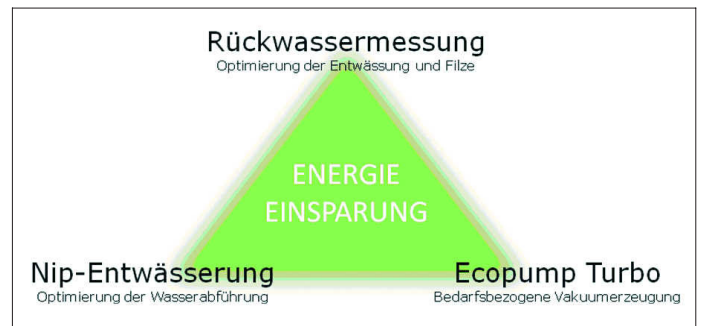 Rückwassermessung
Optimierung der Entwässung und Filze
ENERGIE
EINSPARUNG
Nip-Entwässerung
Optimierung der Wasserabführung
Ecopump Turbo
Bedarfsbezogene Vakuumerzeugung